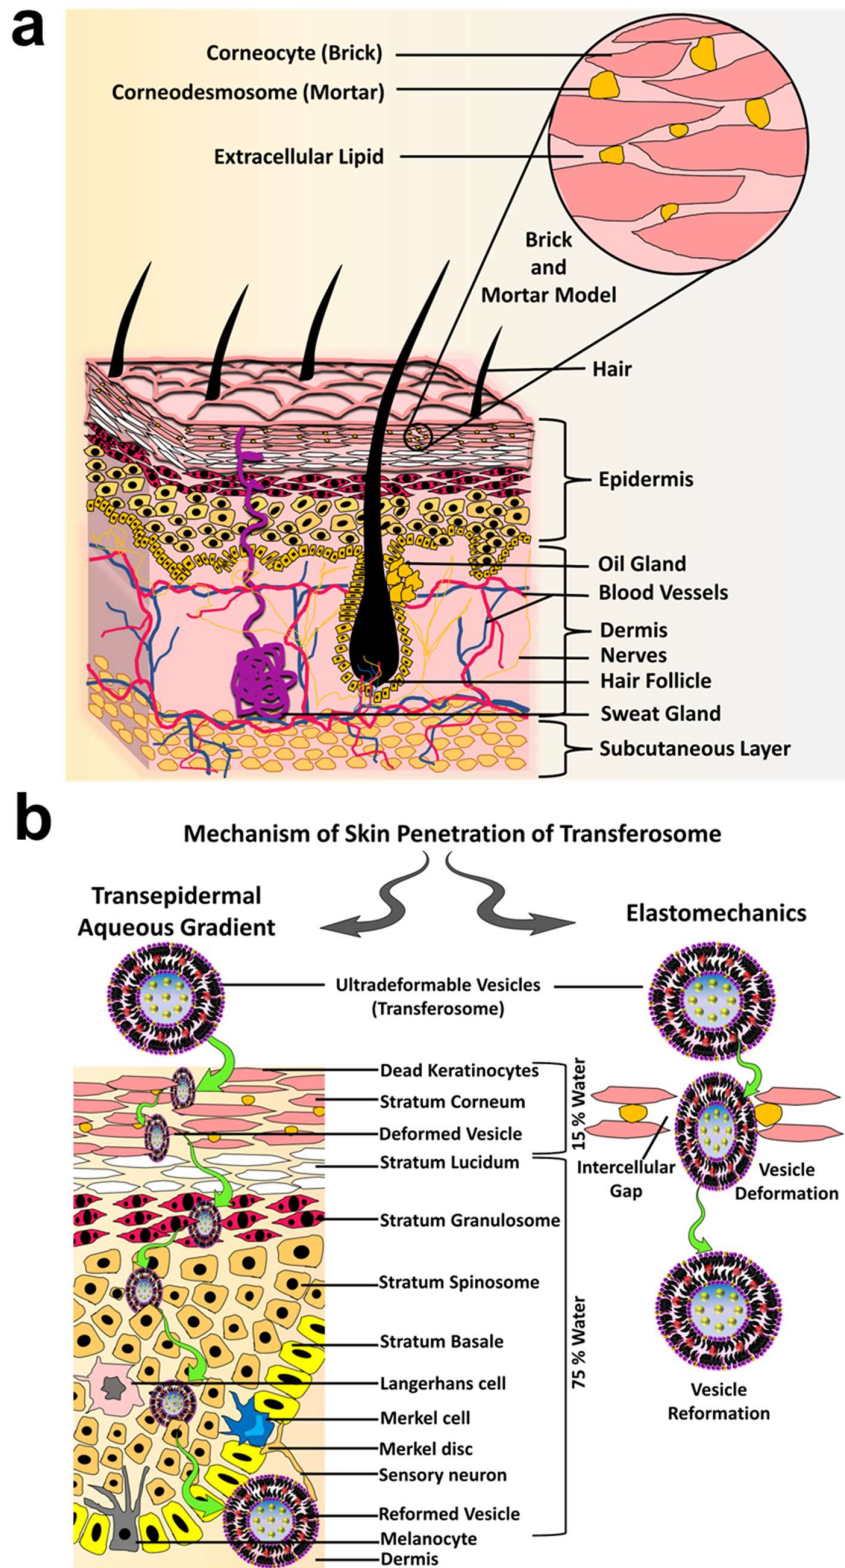 a
Corneocyte (Brick)
Corneodesmosome (Mortar)
Extracellular Lipid
Brick
and
Mortar Model
Hair
Epidermis
Oil Gland
Blood Vessels
Dermis
Nerves
Hair Follicle
Sweat Gland
Subcutaneous Layer
b
Mechanism of Skin Penetration of Transferosome
Transepidermal
Aqueous Gradient
Elastomechanics
Ultradeformable Vesicles
(Transferosome)
Dead Keratinocytes
Stratum Corneum
Deformed Vesicle
Stratum Lucidum
Stratum Granulosome
Stratum Spinosome
Stratum Basale
Langerhans cell
Merkel cell
Merkel disc
Sensory neuron
Reformed Vesicle
Melanocyte
Dermis
15 % Water
75 % Water
Intercellular
Gap
Vesicle
Deformation
Vesicle
Reformation